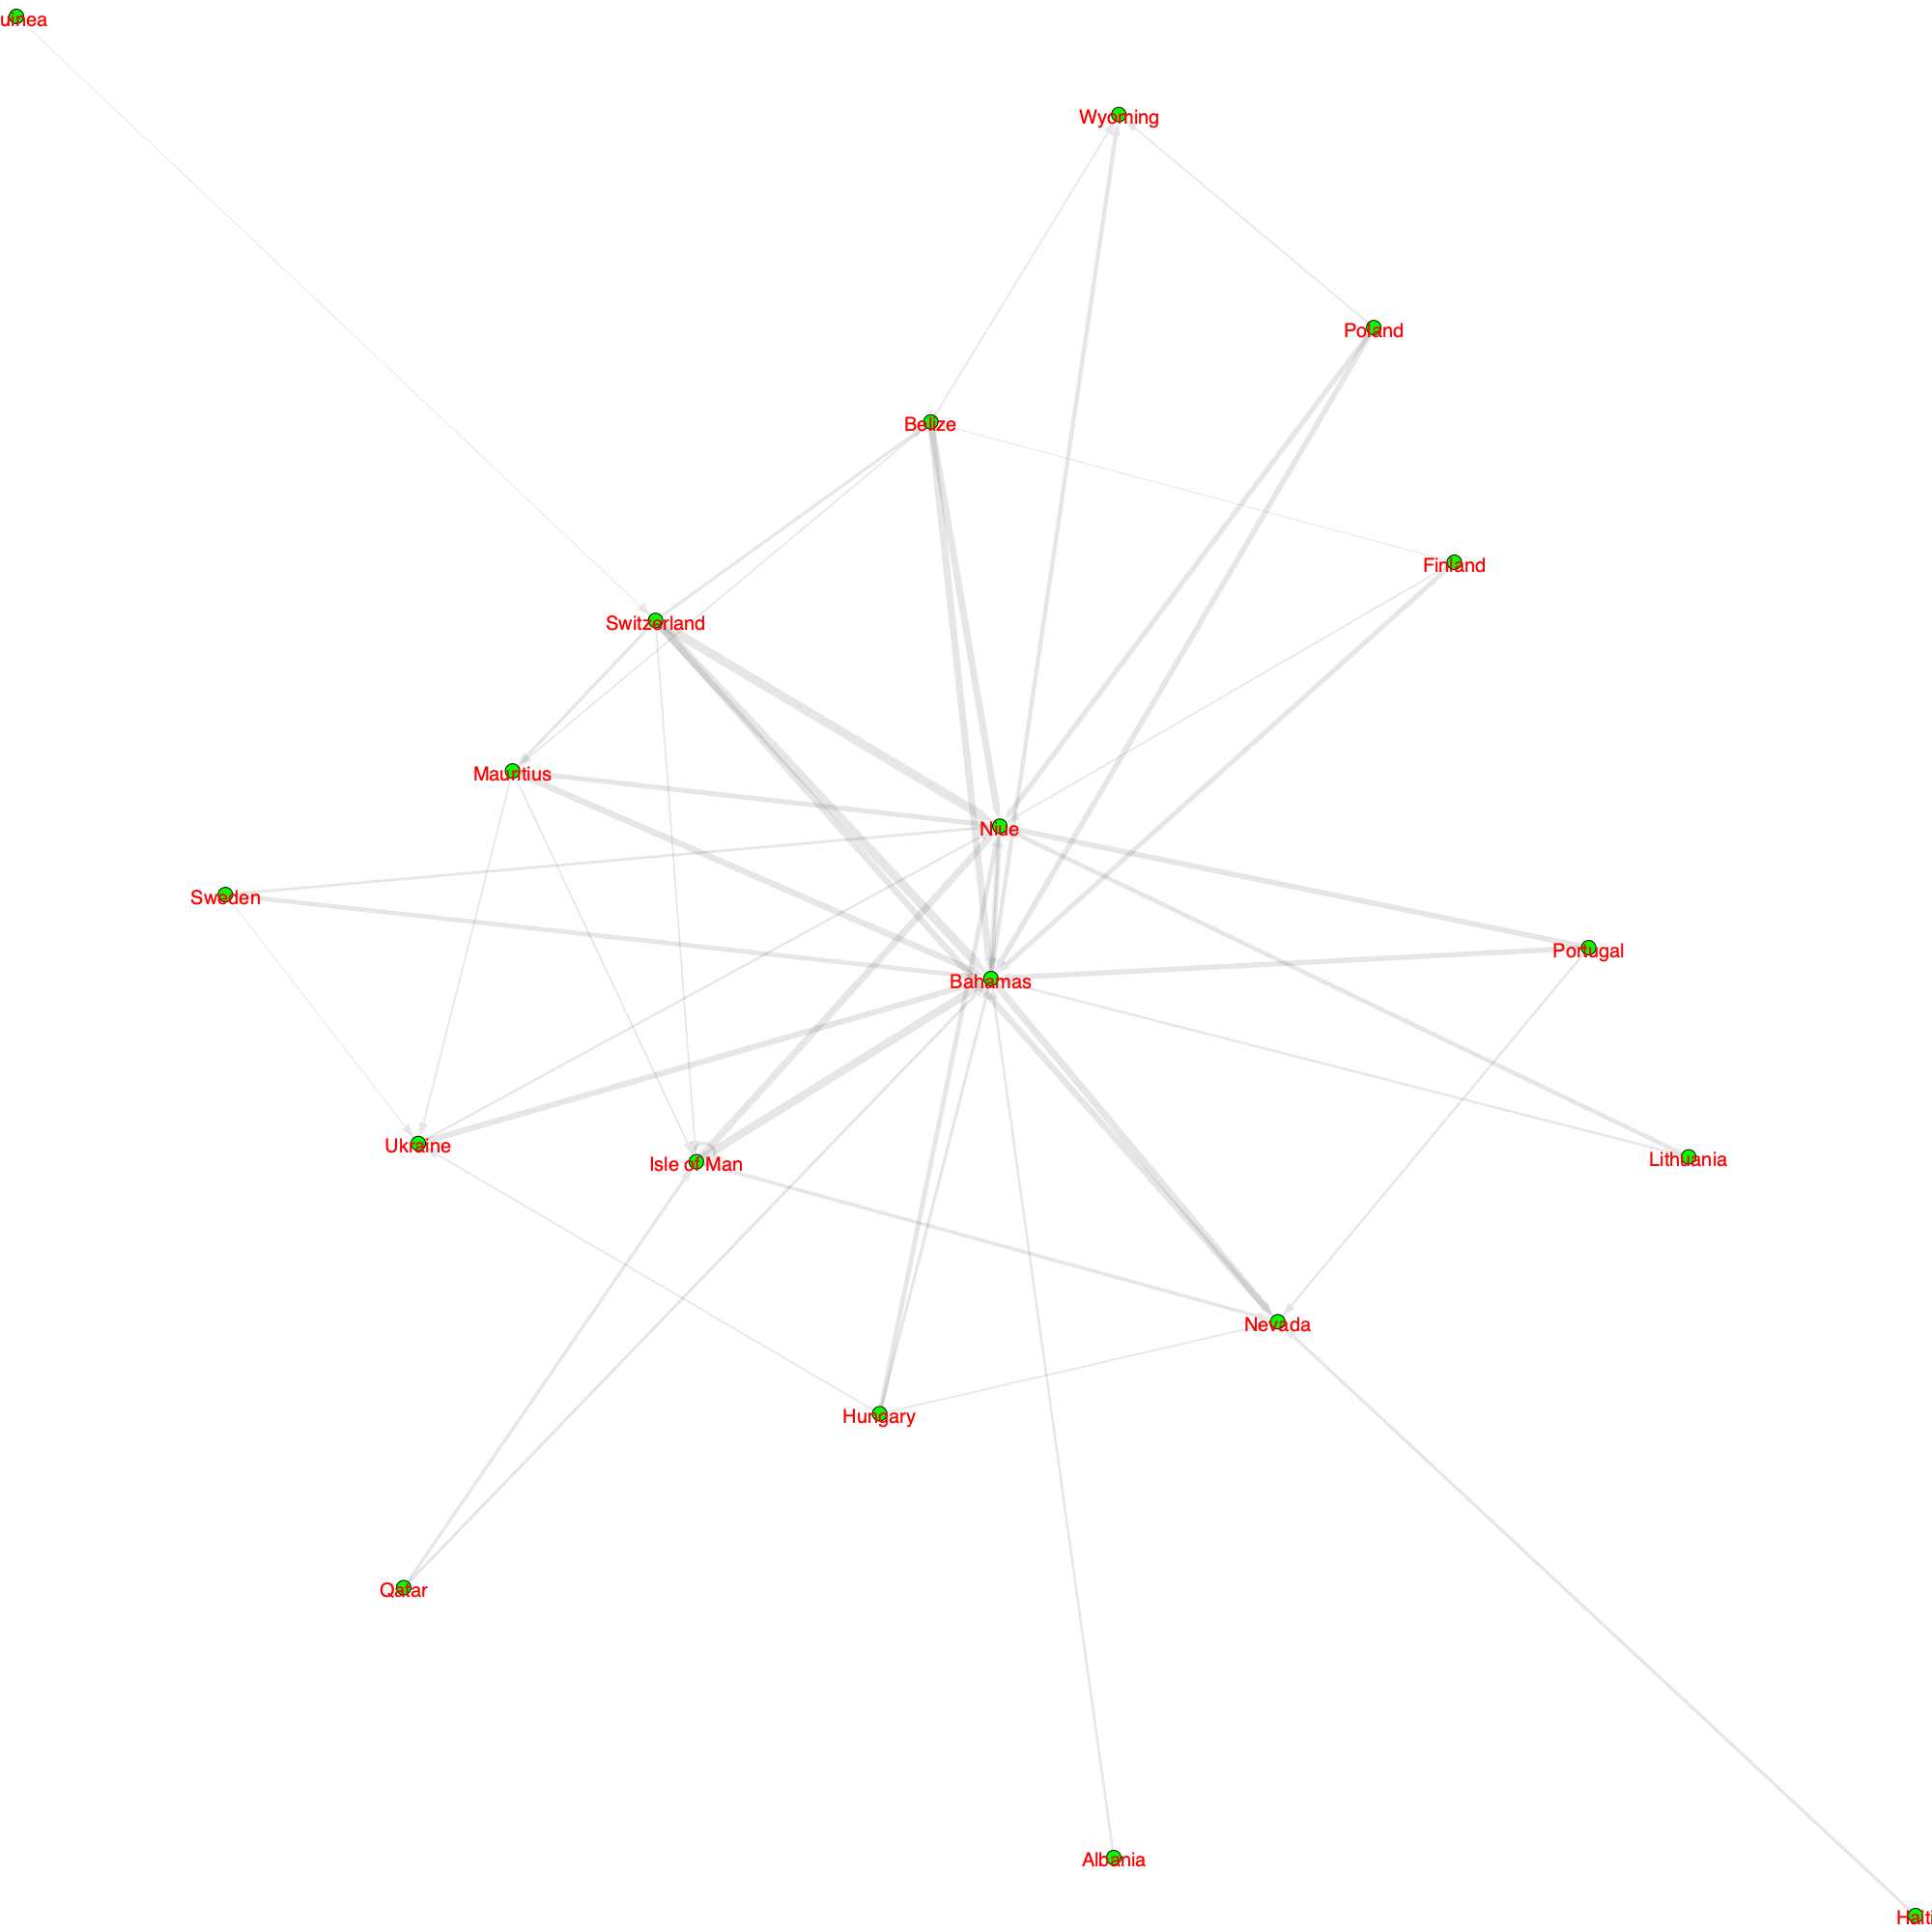 uinea
Wyoming
Poland
Belize
Finland
Switzerland
Mauritius
Niue
Sweden
Portugal
Bahamas
Ukraine
Isle of Man
Lithuania
Nevada
Hungary
Qatar
Albania
Haiti